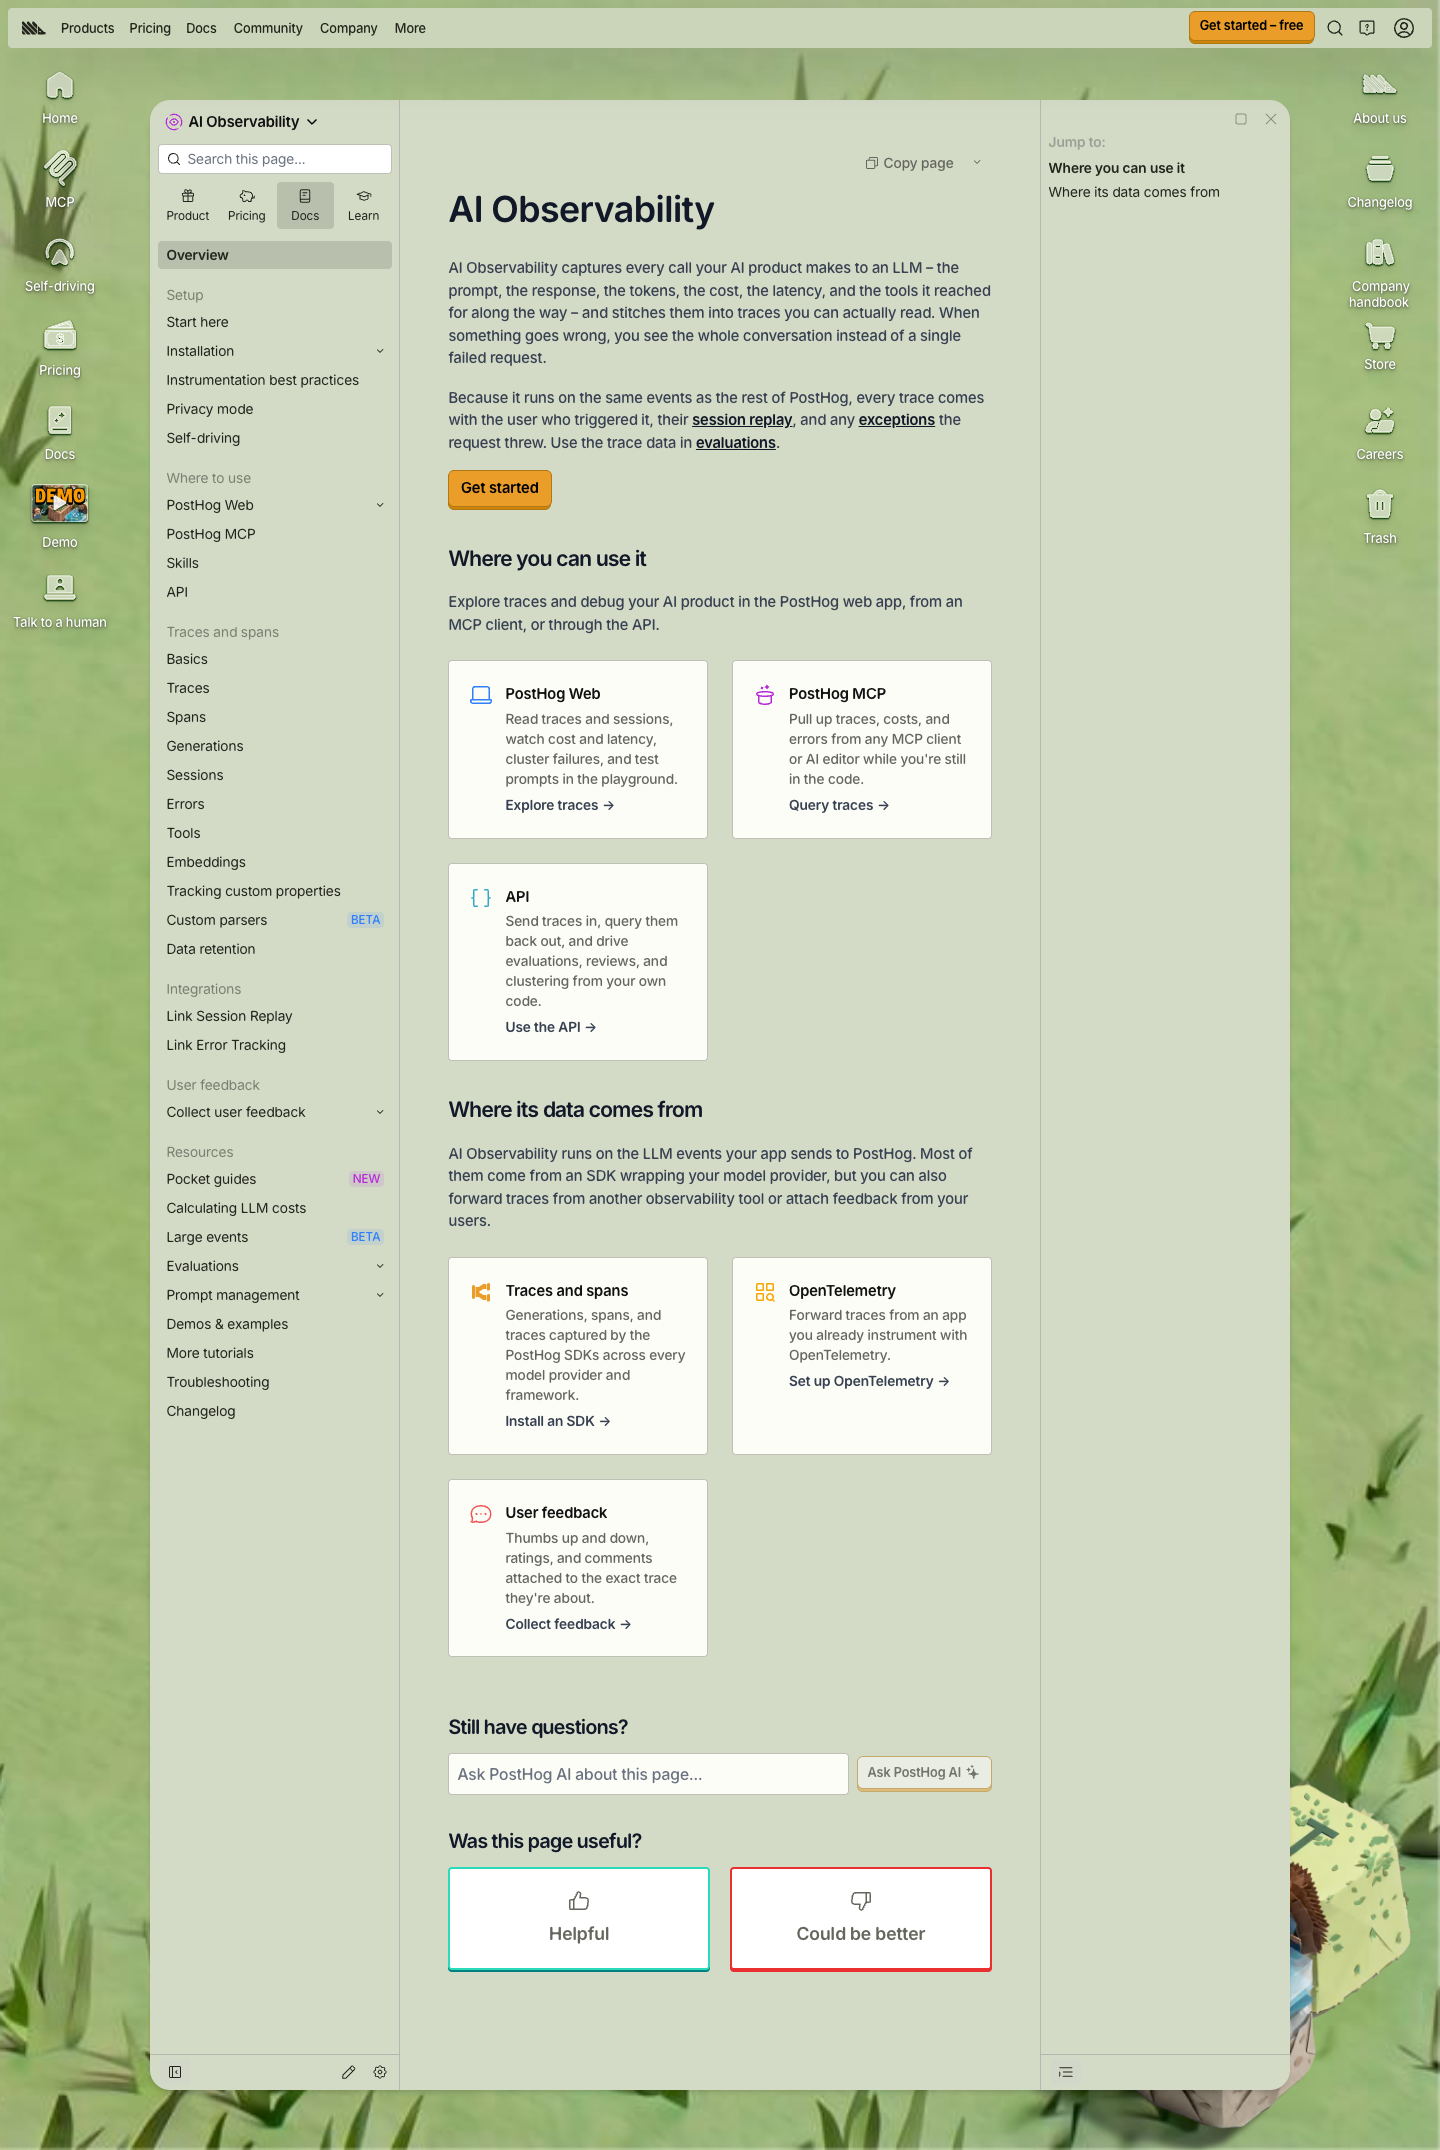 Products
Pricing
Docs
Community
Company
More
Get started – free
Home
MCP
Self-driving
Pricing
Docs
DEMO
Demo
Talk to a human
About us
Changelog
Company
handbook
Store
Careers
Trash
AI Observability
Search this page...
Product
Pricing
Docs
Learn
Overview
Setup
Start here
Installation
Instrumentation best practices
Privacy mode
Self-driving
Where to use
PostHog Web
PostHog MCP
Skills
API
Traces and spans
Basics
Traces
Spans
Generations
Sessions
Errors
Tools
Embeddings
Tracking custom properties
Custom parsers BETA
Data retention
Integrations
Link Session Replay
Link Error Tracking
User feedback
Collect user feedback
Resources
Pocket guides NEW
Calculating LLM costs
Large events BETA
Evaluations
Prompt management
Demos & examples
More tutorials
Troubleshooting
Changelog
Copy page
AI Observability
AI Observability captures every call your AI product makes to an LLM – the
prompt, the response, the tokens, the cost, the latency, and the tools it reached
for along the way – and stitches them into traces you can actually read. When
something goes wrong, you see the whole conversation instead of a single
failed request.
Because it runs on the same events as the rest of PostHog, every trace comes
with the user who triggered it, their session replay, and any exceptions the
request threw. Use the trace data in evaluations.
Get started
Where you can use it
Explore traces and debug your AI product in the PostHog web app, from an
MCP client, or through the API.
PostHog Web
Read traces and sessions,
watch cost and latency,
cluster failures, and test
prompts in the playground.
Explore traces →
PostHog MCP
Pull up traces, costs, and
errors from any MCP client
or AI editor while you're still
in the code.
Query traces →
API
Send traces in, query them
back out, and drive
evaluations, reviews, and
clustering from your own
code.
Use the API →
Where its data comes from
AI Observability runs on the LLM events your app sends to PostHog. Most of
them come from an SDK wrapping your model provider, but you can also
forward traces from another observability tool or attach feedback from your
users.
Traces and spans
Generations, spans, and
traces captured by the
PostHog SDKs across every
model provider and
framework.
Install an SDK →
OpenTelemetry
Forward traces from an app
you already instrument with
OpenTelemetry.
Set up OpenTelemetry →
User feedback
Thumbs up and down,
ratings, and comments
attached to the exact trace
they're about.
Collect feedback →
Still have questions?
Ask PostHog AI about this page...
Ask PostHog AI
Was this page useful?
Helpful
Could be better
Jump to:
Where you can use it
Where its data comes from